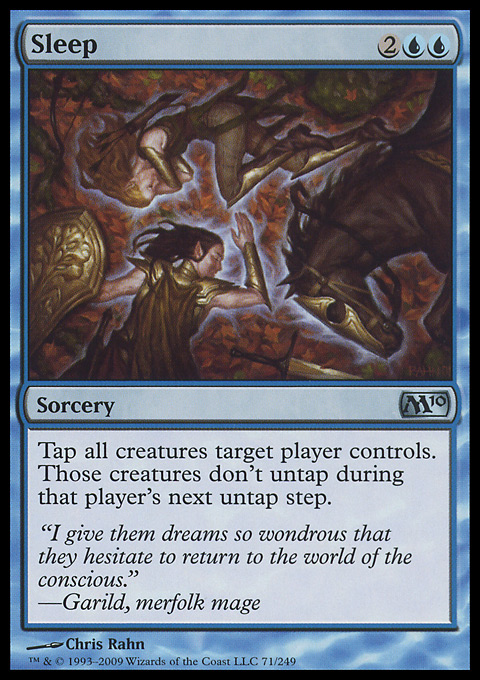 Sleep
2
Sorcery
M10
Tap all creatures target player controls.
Those creatures don't untap during
that player's next untap step.
"I give them dreams so wondrous that
they hesitate to return to the world of the
conscious."
—Garild, merfolk mage
Chris Rahn
™ & © 1993–2009 Wizards of the Coast LLC 71/249